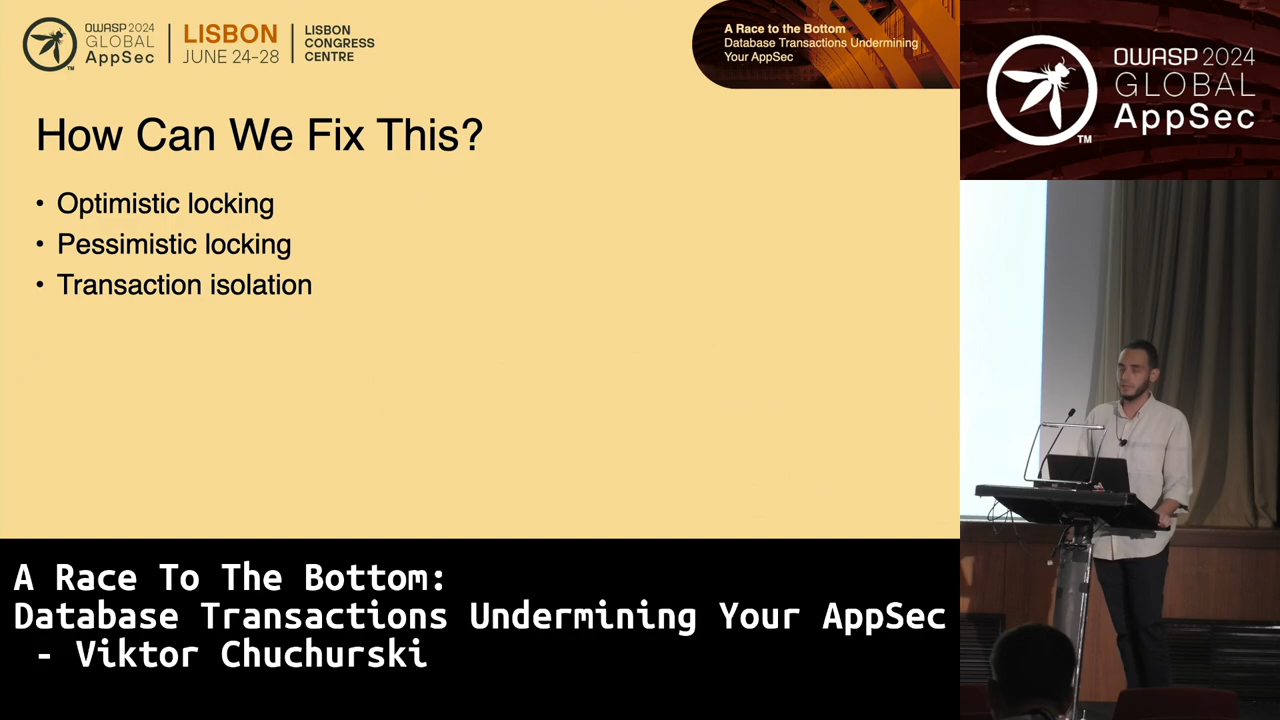 OWASP 2024
GLOBAL
AppSec
TM
LISBON
JUNE 24-28
LISBON
CONGRESS
CENTRE
A Race to the Bottom
Database Transactions Undermining
Your AppSec
OWASP 2024
GLOBAL
AppSec
TM
How Can We Fix This?
• Optimistic locking
• Pessimistic locking
• Transaction isolation
A Race To The Bottom:
Database Transactions Undermining Your AppSec
- Viktor Chuchurski